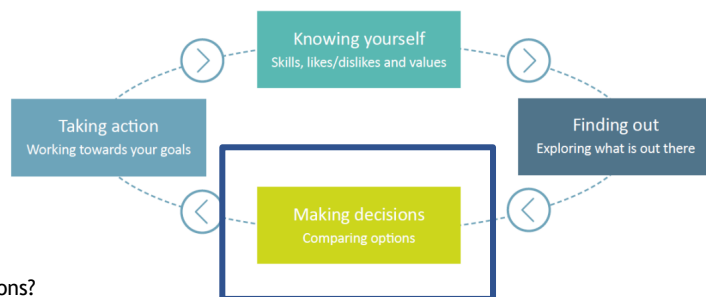 Knowing yourself
Skills, likes/dislikes and values
Taking action
Working towards your goals
Finding out
Exploring what is out there
Making decisions
Comparing options
ons?